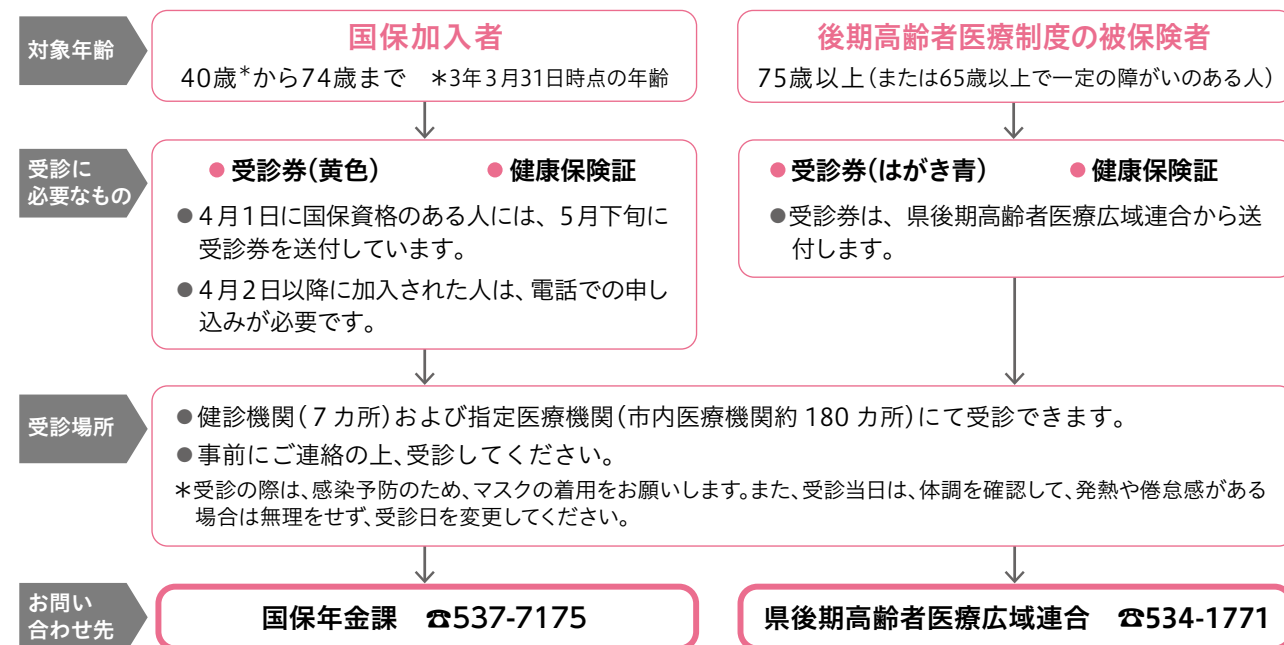 対象年齢
国保加入者
40歳*から74歳まで　*3年3月31日時点の年齢
後期高齢者医療制度の被保険者
75歳以上(または65歳以上で一定の障がいのある人)
受診に
必要なもの
●受診券(黄色)　●健康保険証
●4月1日に国保資格のある人には、5月下旬に
受診券を送付しています。
●4月2日以降に加入された人は、電話での申し
込みが必要です。
●受診券(はがき青)　●健康保険証
●受診券は、県後期高齢者医療広域連合から送
付します。
受診場所
●健診機関(7カ所)および指定医療機関(市内医療機関約180カ所)にて受診できます。
●事前にご連絡の上、受診してください。
*受診の際は、感染予防のため、マスクの着用をお願いします。また、受診当日は、体調を確認して、発熱や倦怠感がある
場合は無理をせず、受診日を変更してください。
お問い
合わせ先
国保年金課　☎537-7175
県後期高齢者医療広域連合　☎534-1771